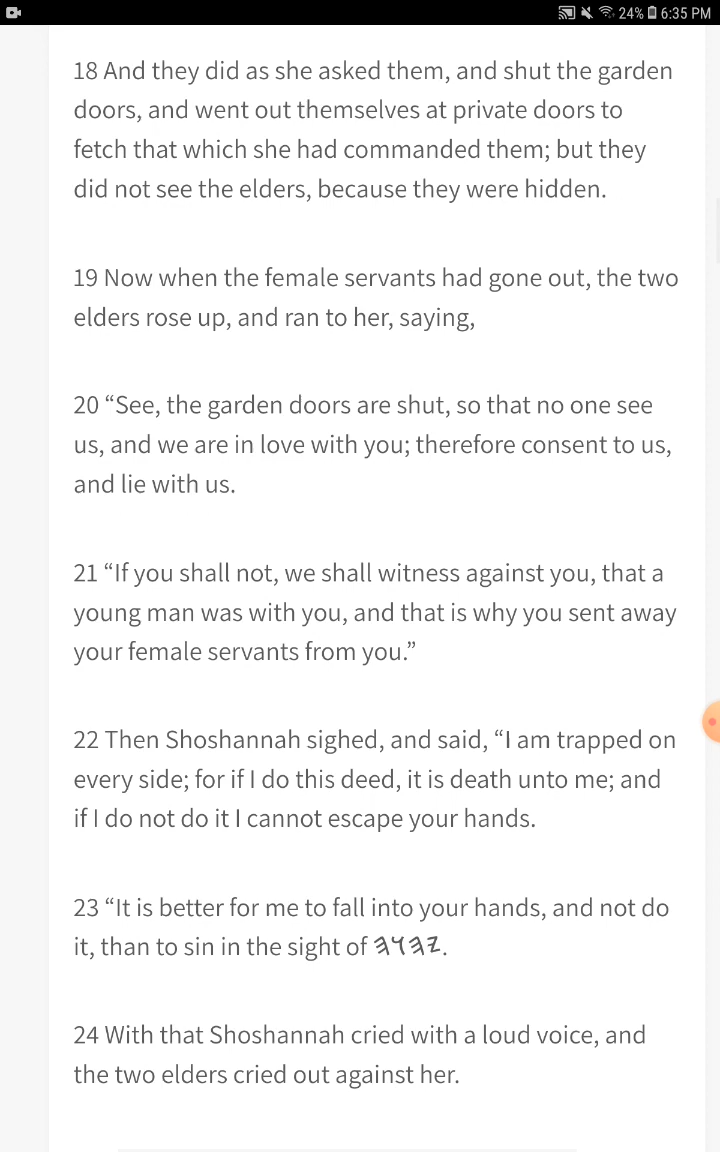 24% 6:35 PM
18 And they did as she asked them, and shut the garden
doors, and went out themselves at private doors to
fetch that which she had commanded them; but they
did not see the elders, because they were hidden.
19 Now when the female servants had gone out, the two
elders rose up, and ran to her, saying,
20 “See, the garden doors are shut, so that no one see
us, and we are in love with you; therefore consent to us,
and lie with us.
21 “If you shall not, we shall witness against you, that a
young man was with you, and that is why you sent away
your female servants from you.”
22 Then Shoshannah sighed, and said, “I am trapped on
every side; for if I do this deed, it is death unto me; and
if I do not do it I cannot escape your hands.
23 “It is better for me to fall into your hands, and not do
it, than to sin in the sight of 𐤉𐤄𐤅𐤄.
24 With that Shoshannah cried with a loud voice, and
the two elders cried out against her.